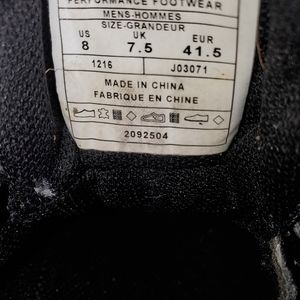 PERFORMANCE FOOTWEAR
MENS-HOMMES
SIZE-GRANDEUR
US UK EUR
8 7.5 41.5
1216 J03071
MADE IN CHINA
FABRIQUE EN CHINE
2092504